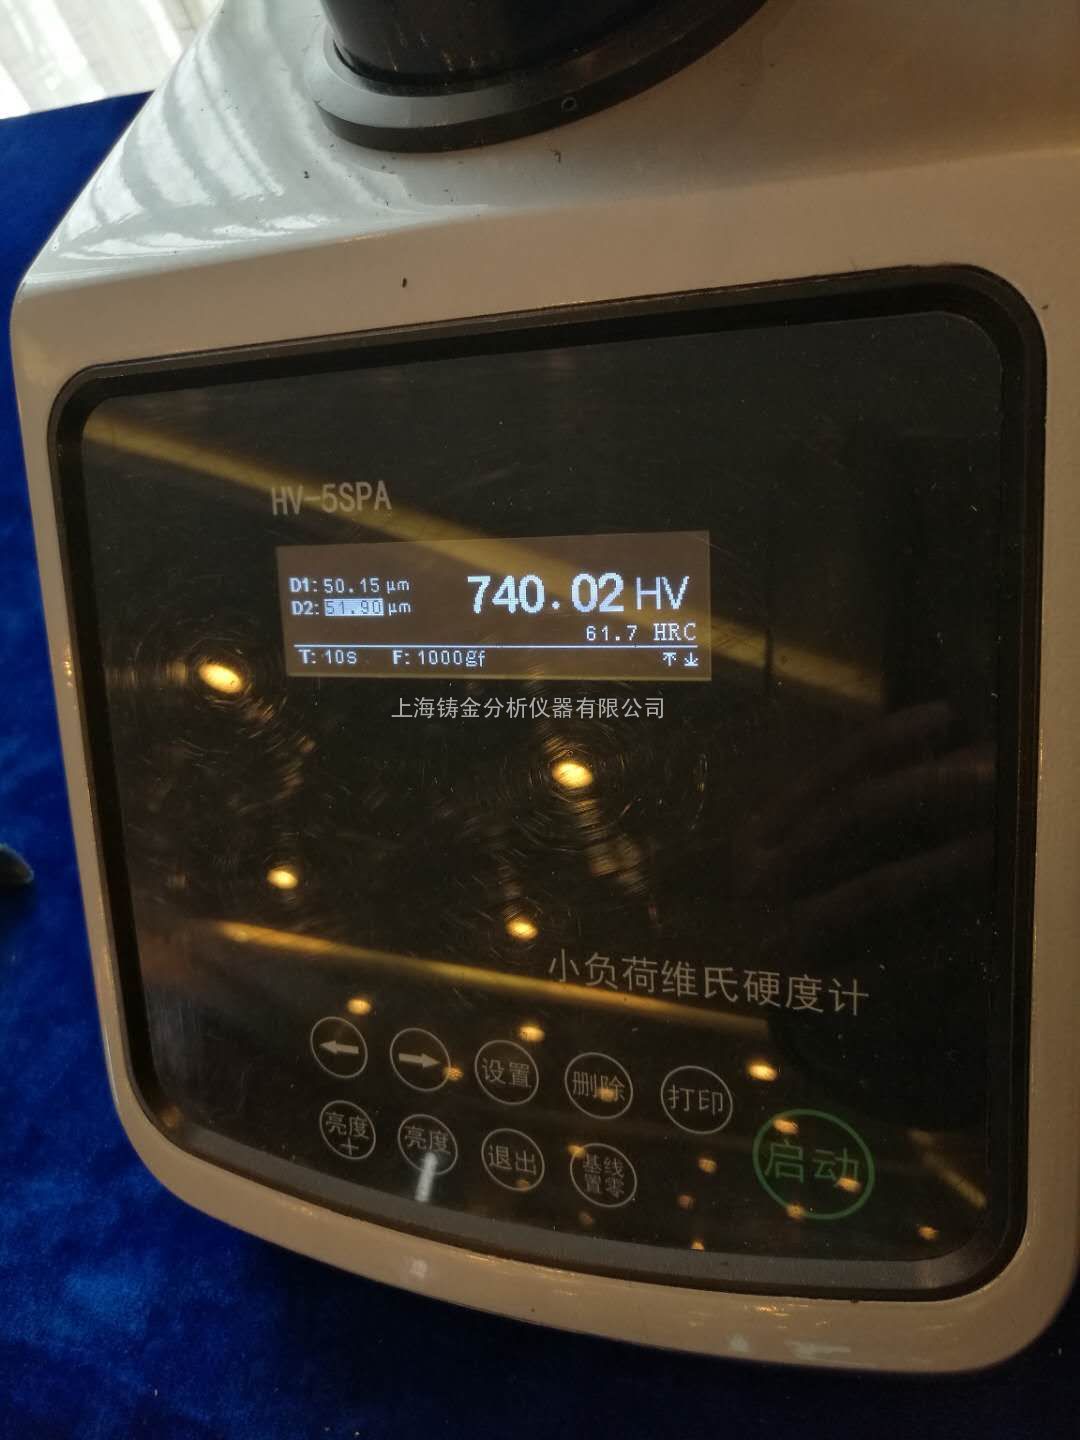 HV-5SPA
D1: 50.15 μm
740.02 HV
D2: 51.90 μm
61.7 HRC
T: 10s F: 1000gf
上海铸金分析仪器有限公司
小负荷维氏硬度计
设置 删除 打印
亮度+ 亮度 退出 基线置零 启动